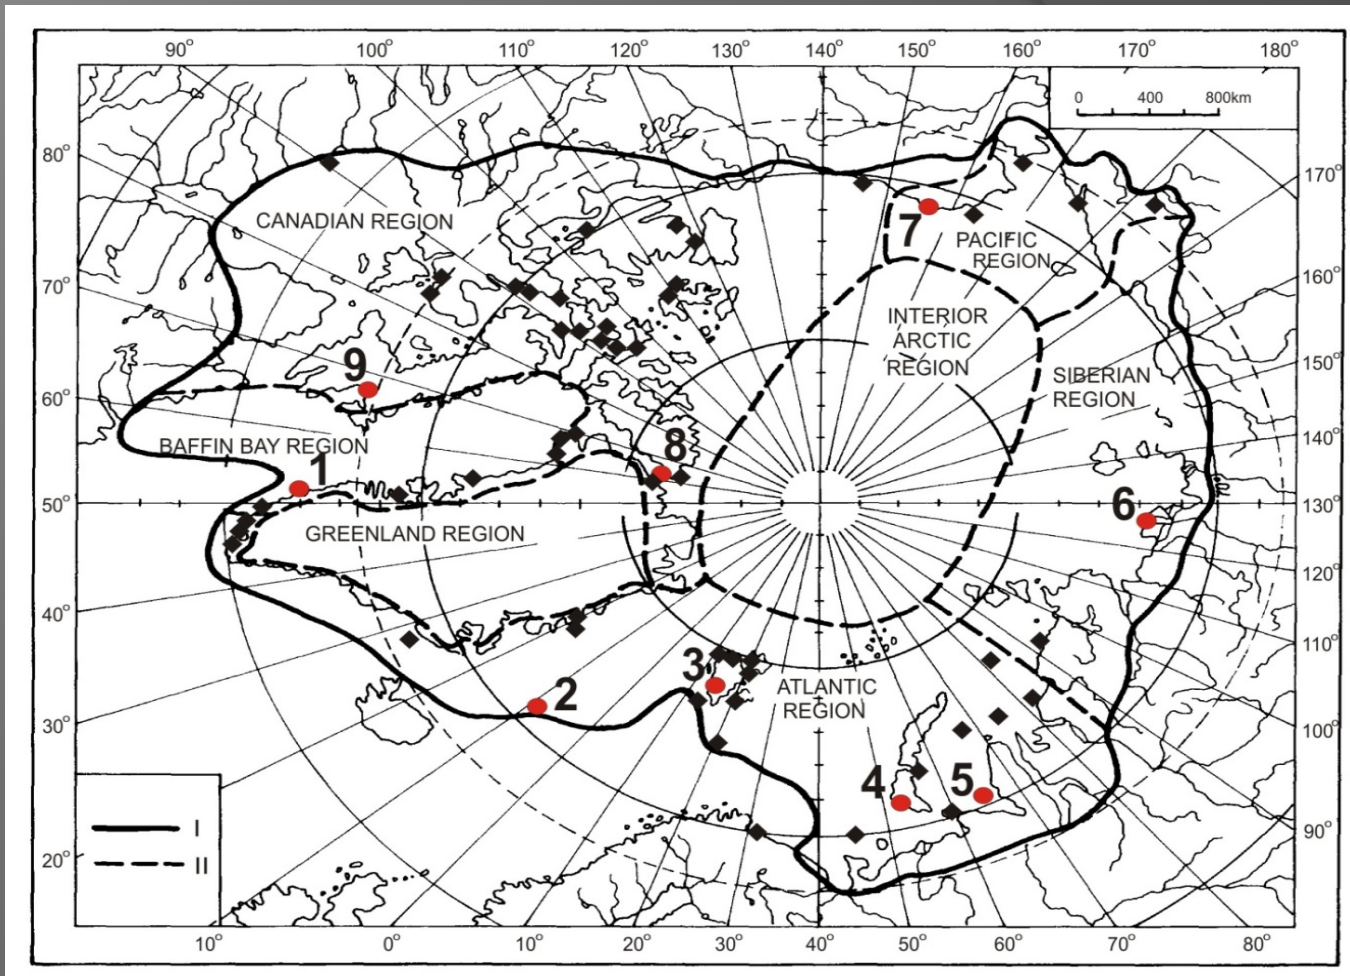 90° 100° 110° 120° 130° 140° 150° 160° 170° 180°
0 400 800km
80°
170°
CANADIAN REGION
7
PACIFIC
REGION
70°
160°
INTERIOR
ARCTIC
REGION
9
150°
SIBERIAN
REGION
60°
140°
BAFFIN BAY REGION
8
1
50°
6
130°
GREENLAND REGION
120°
40°
110°
3
ATLANTIC
REGION
2
30°
100°
4
5
I
90°
II
20°
10° 0° 10° 20° 30° 40° 50° 60° 70° 80°